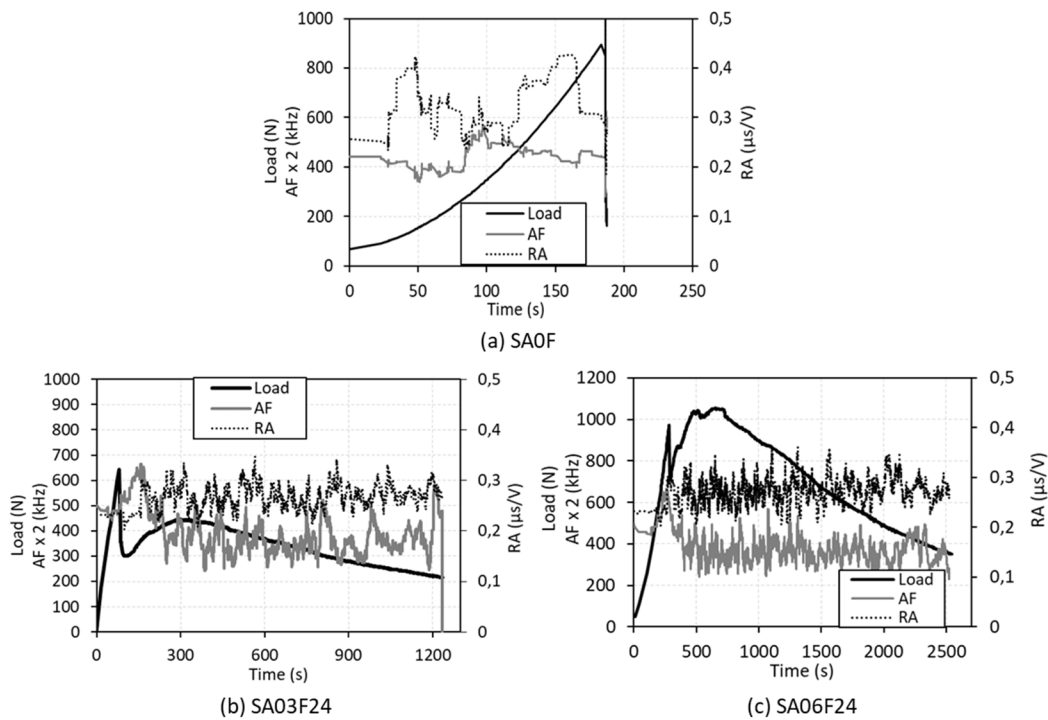 Load (N)
AF x 2 (kHz)
1000
800
600
400
200
0
0,5
0,4
0,3
0,2
0,1
0
RA (µs/V)
Load
AF
RA
0 50 100 150 200 250
Time (s)
(a) SA0F
Load (N)
AF x 2 (kHz)
1000
900
800
700
600
500
400
300
200
100
0
0,5
0,4
0,3
0,2
0,1
0
RA (µs/V)
Load
AF
RA
0 300 600 900 1200
Time (s)
(b) SA03F24
Load (N)
AF x 2 (kHz)
1200
1000
800
600
400
200
0
0,5
0,4
0,3
0,2
0,1
0
RA (µs/V)
Load
AF
RA
0 500 1000 1500 2000 2500
Time (s)
(c) SA06F24